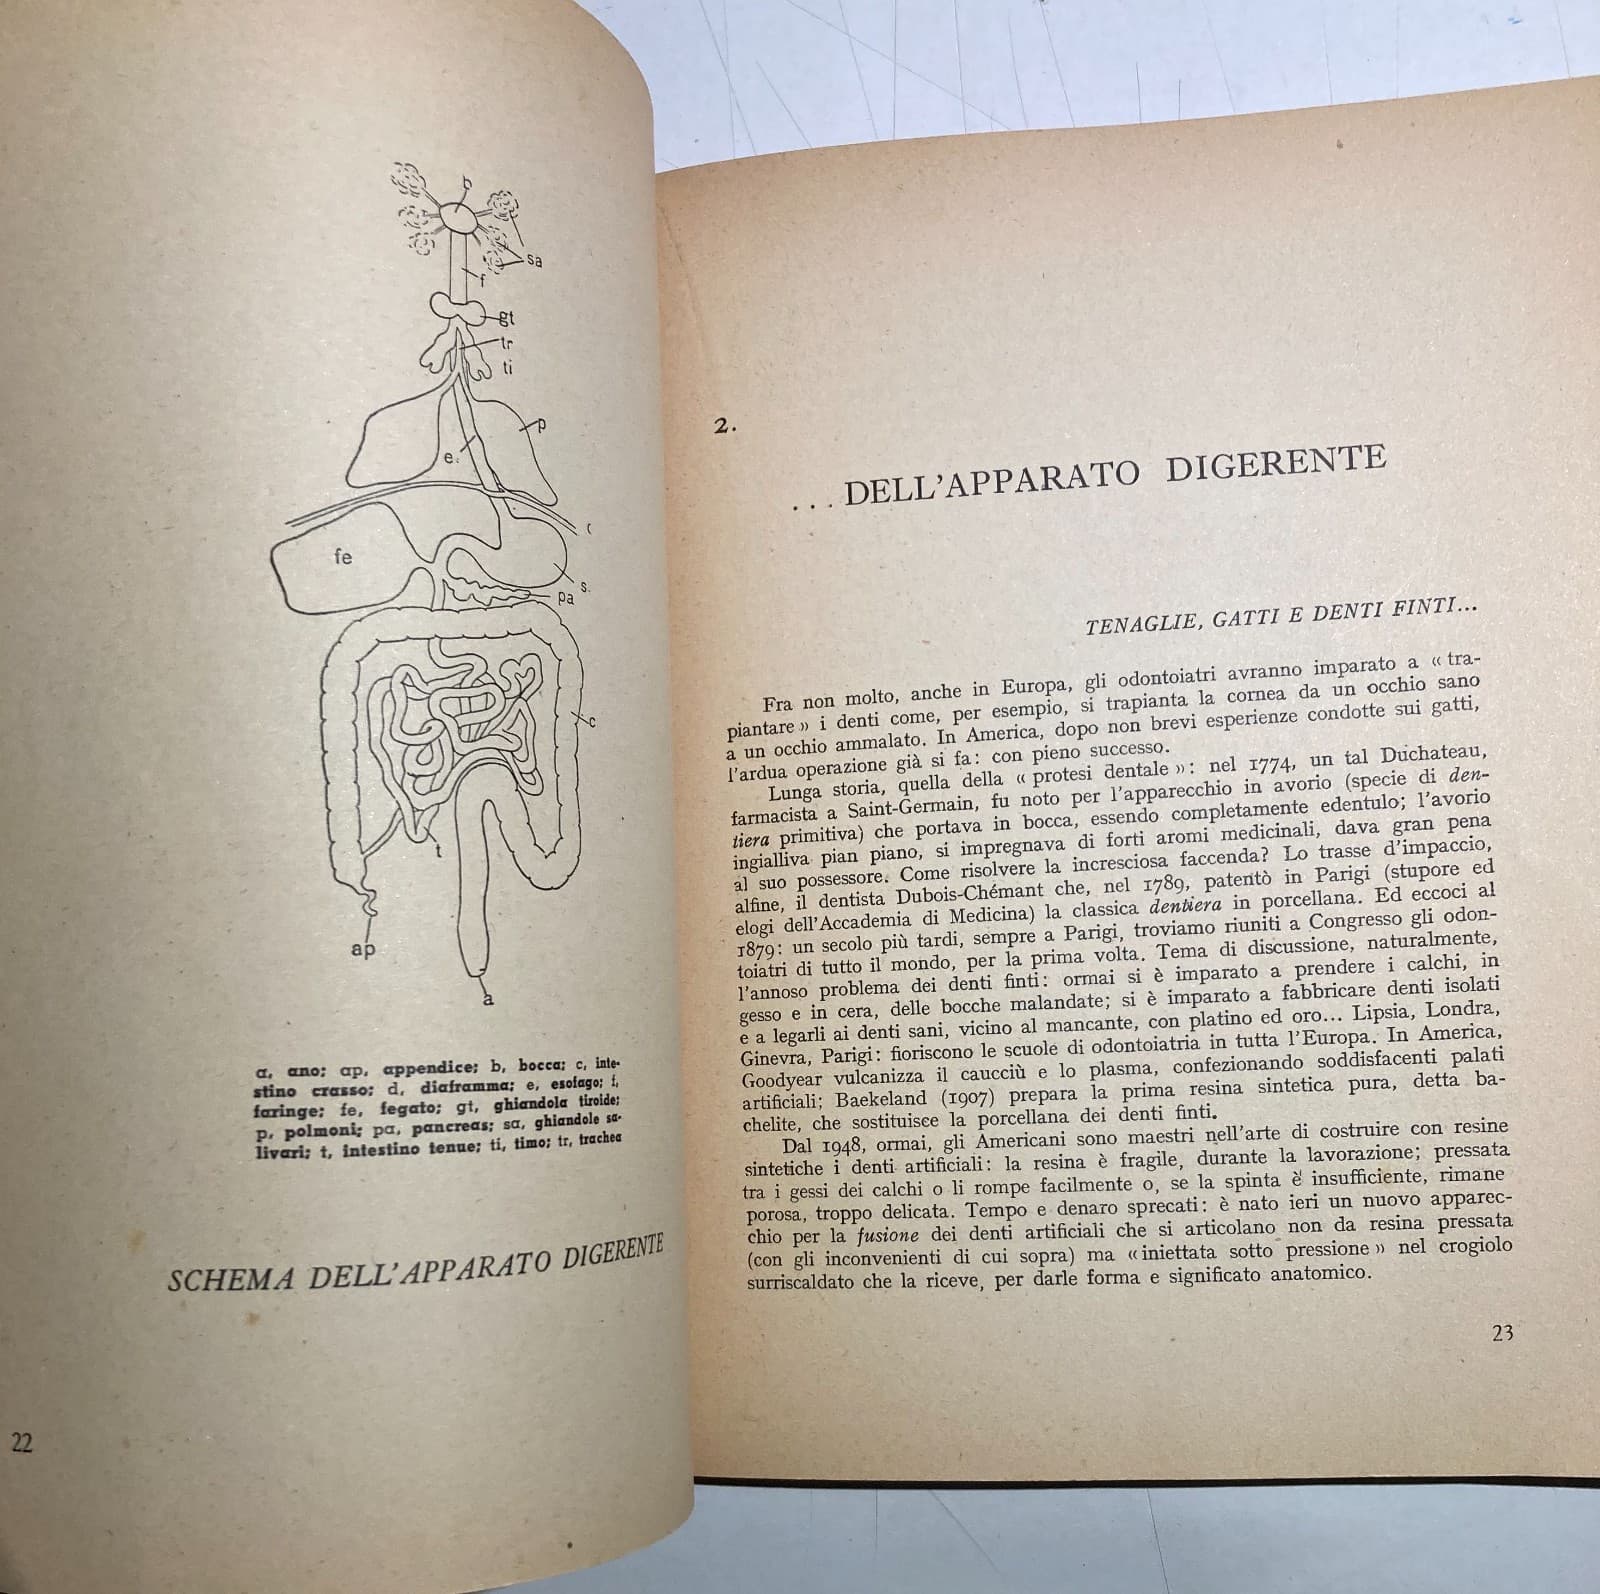 b
sa
f
gt
tr
ti
p
e.
fe
s.
pa
c
t
ap
a
a, ano; ap, appendice; b, bocca; c, inte-
stino crasso; d, diaframma; e, esofago; f,
faringe; fe, fegato; gt, ghiandola tiroide;
p, polmoni; pa, pancreas; sa, ghiandole sa-
livari; t, intestino tenue; ti, timo; tr, trachea
SCHEMA DELL'APPARATO DIGERENTE
22
2.
...DELL'APPARATO DIGERENTE
TENAGLIE, GATTI E DENTI FINTI...
Fra non molto, anche in Europa, gli odontoiatri avranno imparato a « tra-
piantare » i denti come, per esempio, si trapianta la cornea da un occhio sano
a un occhio ammalato. In America, dopo non brevi esperienze condotte sui gatti,
l'ardua operazione già si fa: con pieno successo.
Lunga storia, quella della « protesi dentale »: nel 1774, un tal Duchateau,
farmacista a Saint-Germain, fu noto per l'apparecchio in avorio (specie di den-
tiera primitiva) che portava in bocca, essendo completamente edentulo; l'avorio
ingialliva pian piano, si impregnava di forti aromi medicinali, dava gran pena
al suo possessore. Come risolvere la incresciosa faccenda? Lo trasse d'impaccio,
alfine, il dentista Dubois-Chémant che, nel 1789, patentò in Parigi (stupore ed
elogi dell'Accademia di Medicina) la classica dentiera in porcellana. Ed eccoci al
1879: un secolo più tardi, sempre a Parigi, troviamo riuniti a Congresso gli odon-
toiatri di tutto il mondo, per la prima volta. Tema di discussione, naturalmente,
l'annoso problema dei denti finti: ormai si è imparato a prendere i calchi, in
gesso e in cera, delle bocche malandate; si è imparato a fabbricare denti isolati
e a legarli ai denti sani, vicino al mancante, con platino ed oro... Lipsia, Londra,
Ginevra, Parigi: fioriscono le scuole di odontoiatria in tutta l'Europa. In America,
Goodyear vulcanizza il caucciù e lo plasma, confezionando soddisfacenti palati
artificiali; Baekeland (1907) prepara la prima resina sintetica pura, detta ba-
chelite, che sostituisce la porcellana dei denti finti.
Dal 1948, ormai, gli Americani sono maestri nell'arte di costruire con resine
sintetiche i denti artificiali: la resina è fragile, durante la lavorazione; pressata
tra i gessi dei calchi o li rompe facilmente o, se la spinta è insufficiente, rimane
porosa, troppo delicata. Tempo e denaro sprecati: è nato ieri un nuovo apparec-
chio per la fusione dei denti artificiali che si articolano non da resina pressata
(con gli inconvenienti di cui sopra) ma « iniettata sotto pressione » nel crogiolo
surriscaldato che la riceve, per darle forma e significato anatomico.
23